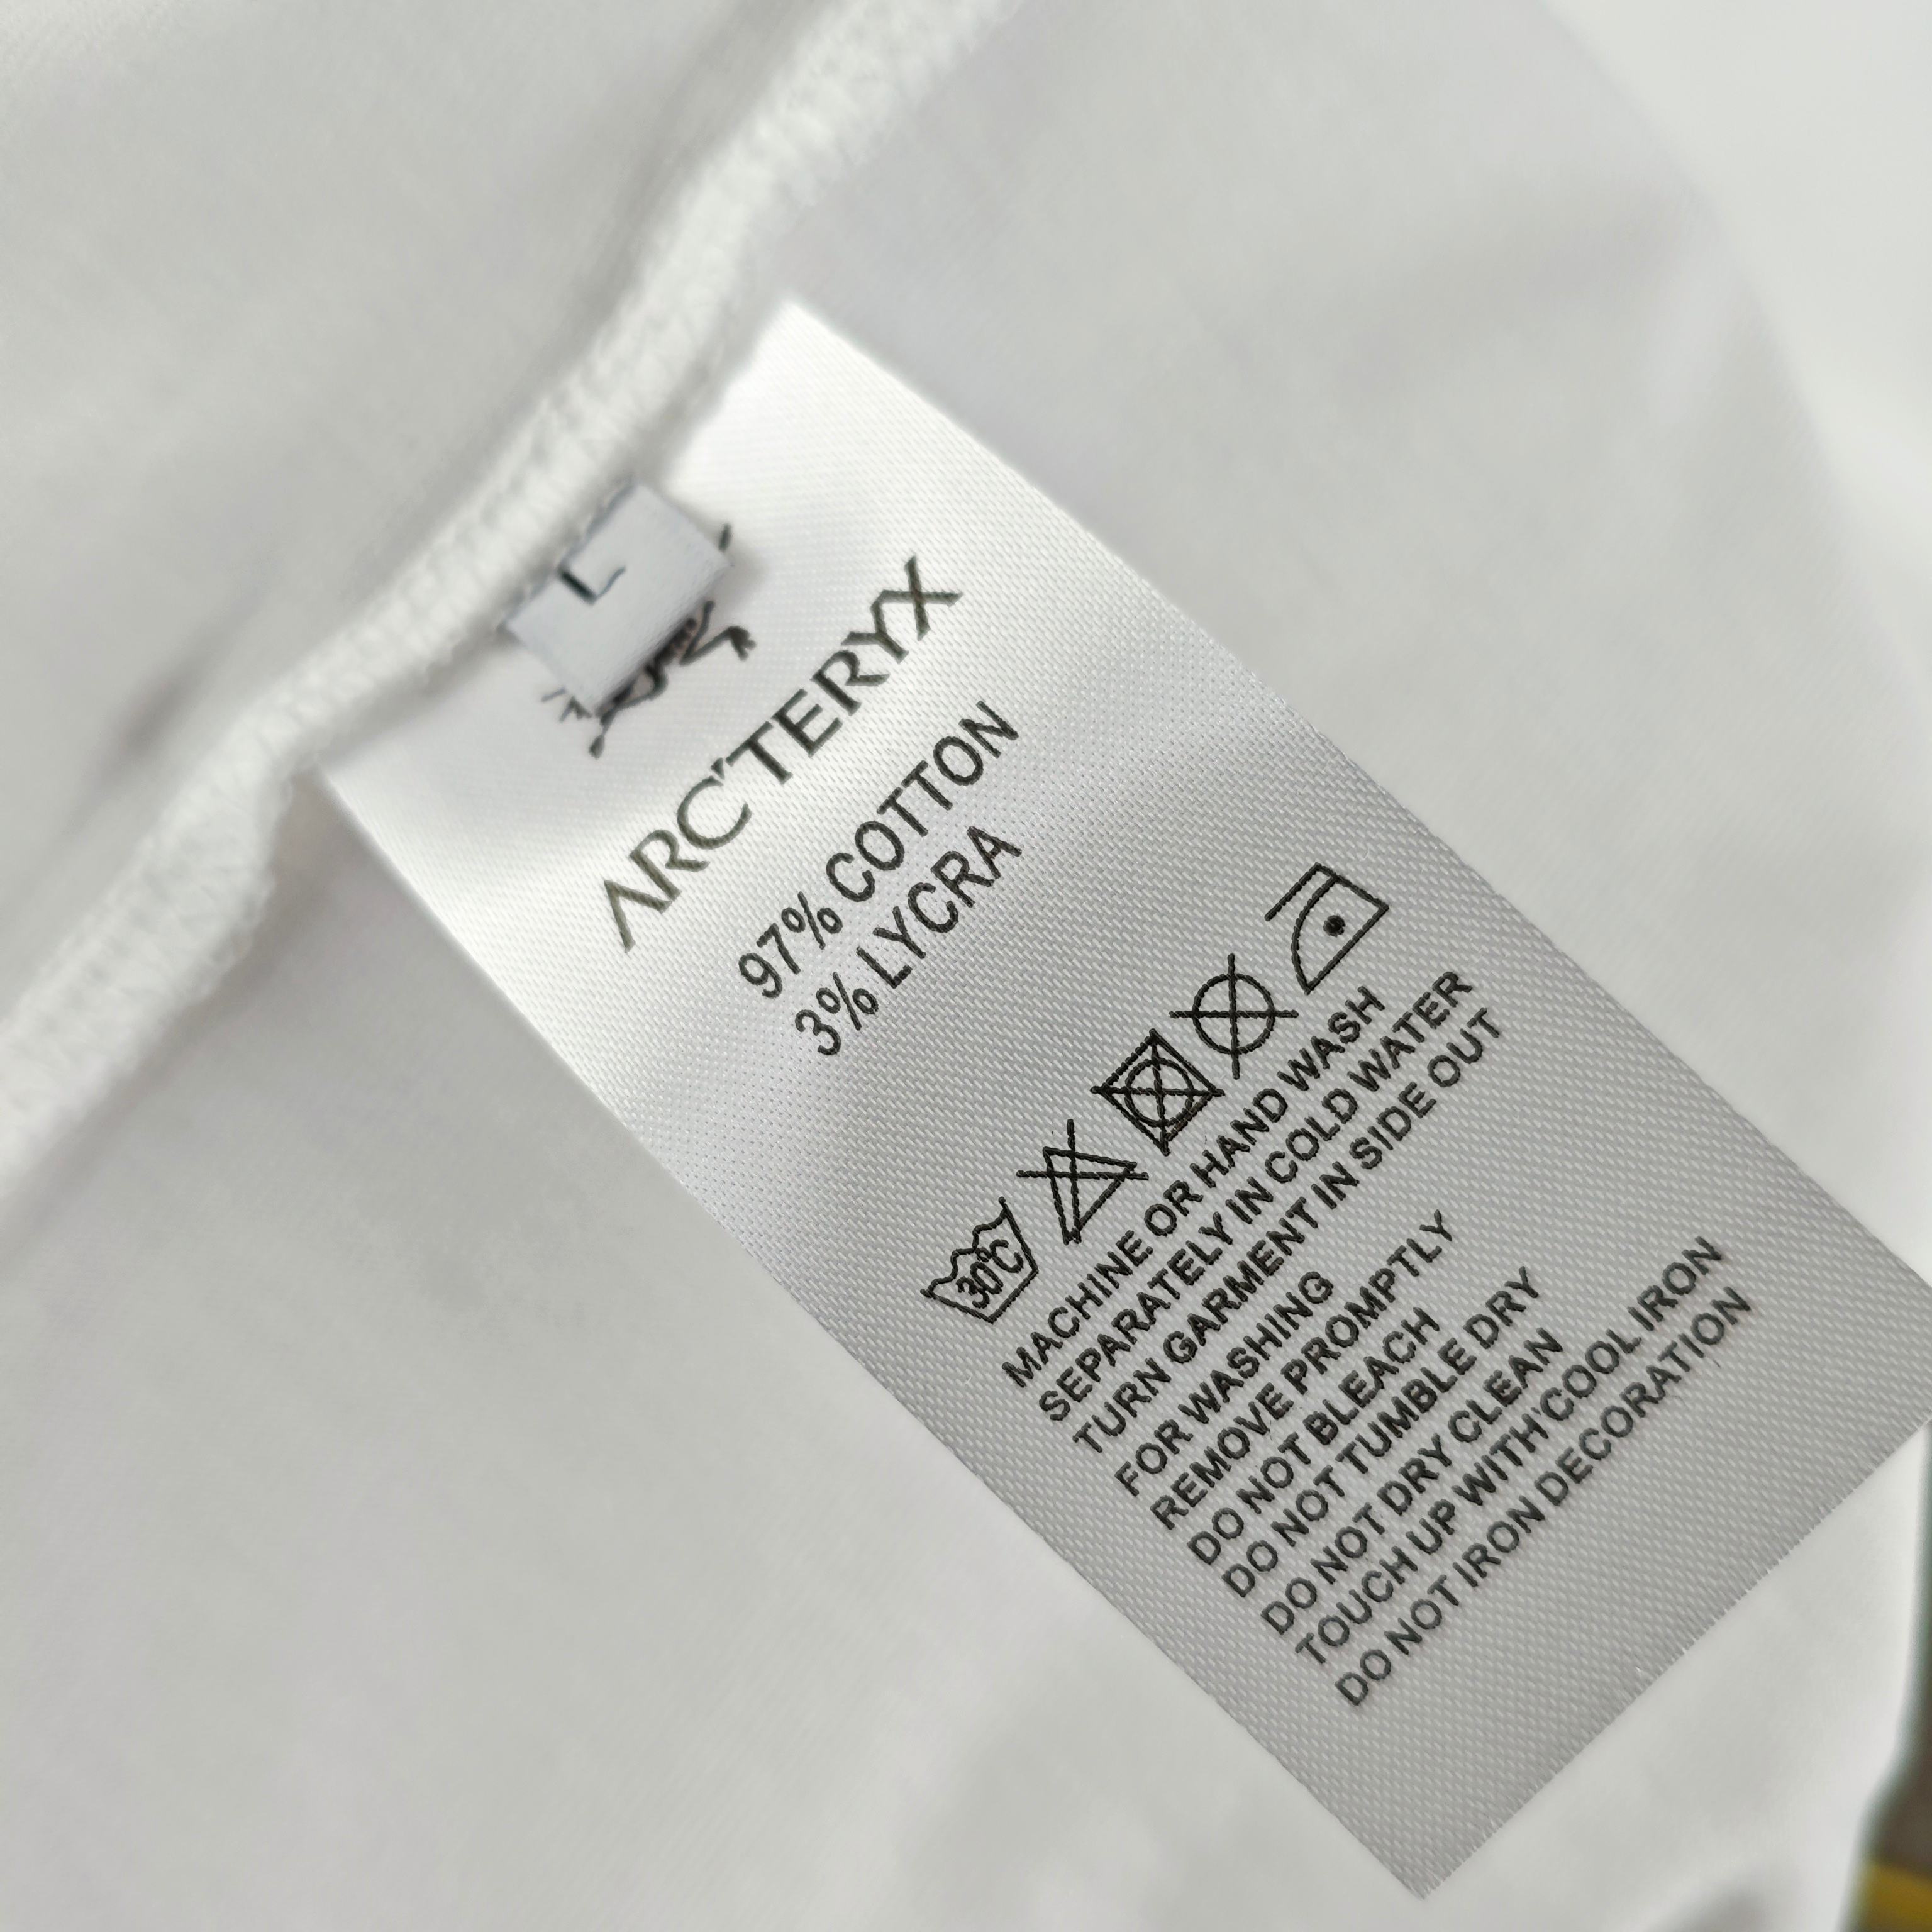 L
ARC'TERYX
97% COTTON
3% LYCRA
30℃
MACHINE OR HAND WASH
SEPARATELY IN COLD WATER
TURN GARMENT IN SIDE OUT
FOR WASHING
REMOVE PROMPTLY
DO NOT BLEACH
DO NOT TUMBLE DRY
DO NOT DRY CLEAN
TOUCH UP WITH'COOL IRON
DO NOT IRON DECORATION